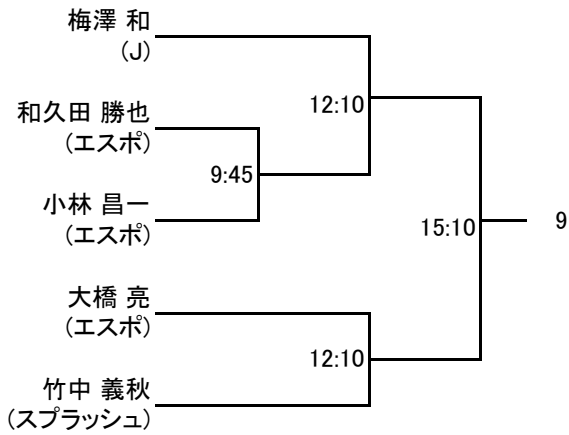 梅澤 和
(J)
12:10
和久田 勝也
(エスポ)
9:45
小林 昌一
(エスポ)
15:10
9
大橋 亮
(エスポ)
12:10
竹中 義秋
(スプラッシュ)